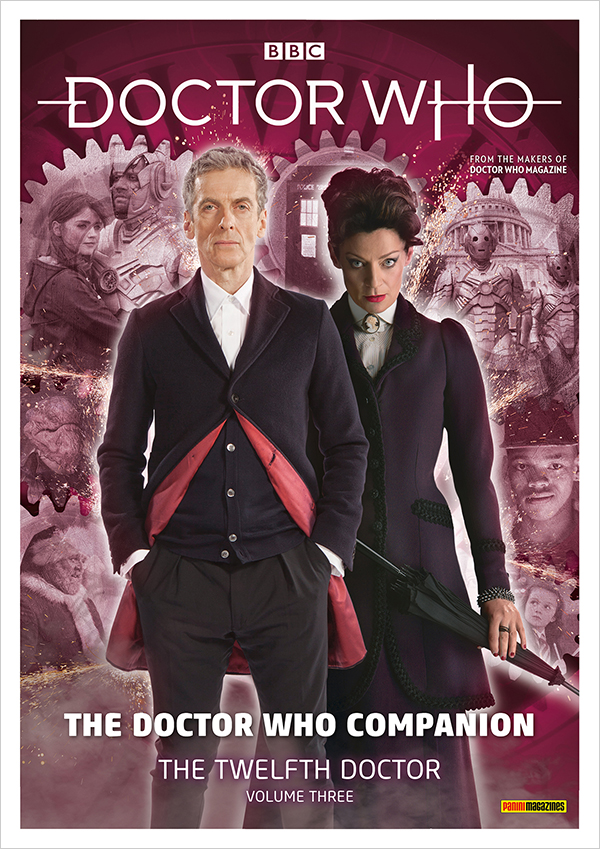 BBC
DOCTOR WHO
FROM THE MAKERS OF
DOCTOR WHO MAGAZINE
POLICE
THE DOCTOR WHO COMPANION
THE TWELFTH DOCTOR
VOLUME THREE
PANINI magazines